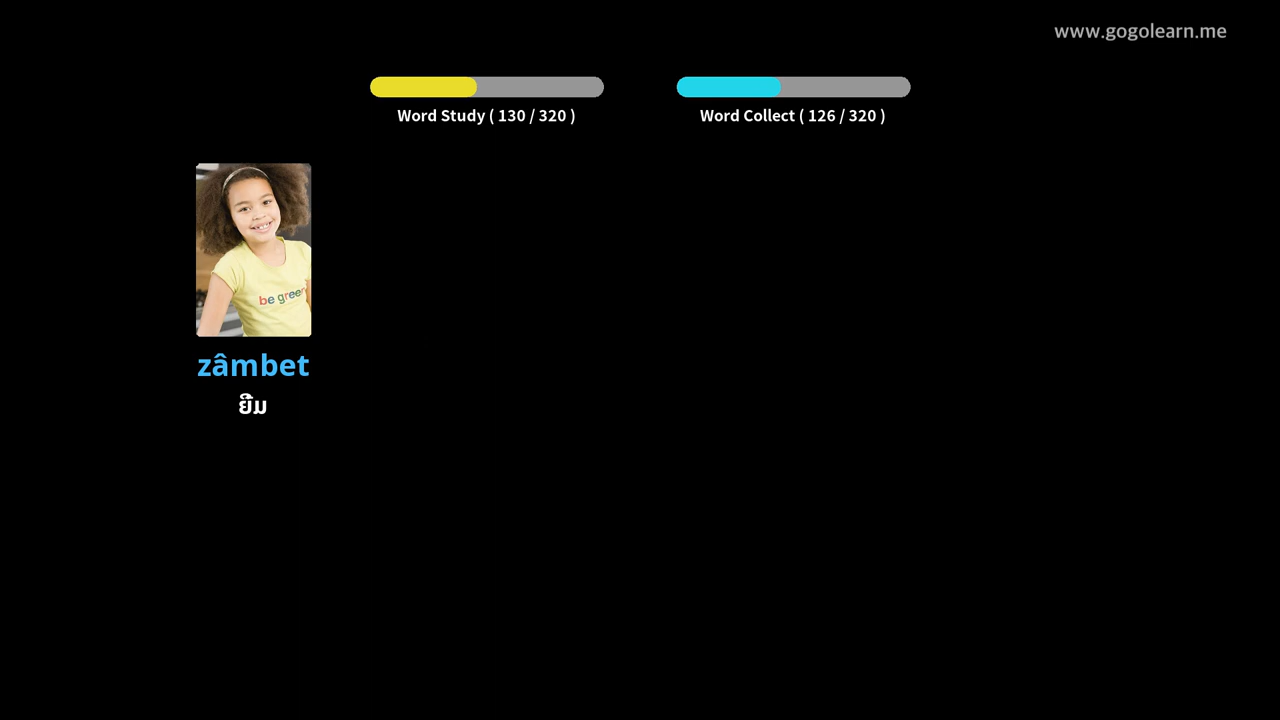 www.gogolearn.me
Word Study ( 130 / 320 )
Word Collect ( 126 / 320 )
be green
zâmbet
ຍີ້ມ